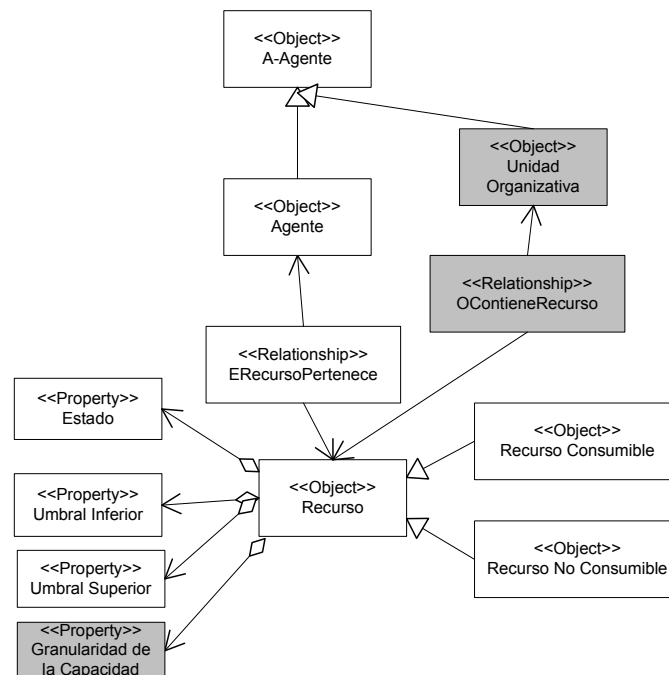 <<Object>>
A-Agente
<<Object>>
Unidad
Organizativa
<<Object>>
Agente
<<Relationship>>
OContieneRecurso
<<Relationship>>
ERecursoPertenece
<<Property>>
Estado
<<Object>>
Recurso Consumible
<<Object>>
Recurso
<<Property>>
Umbral Inferior
<<Object>>
Recurso No Consumible
<<Property>>
Umbral Superior
<<Property>>
Granularidad de
la Capacidad